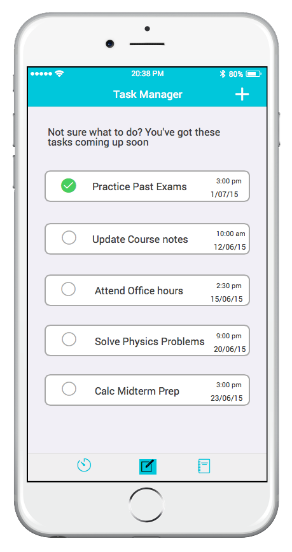 20:38 PM 80%
Task Manager
Not sure what to do? You've got these
tasks coming up soon
Practice Past Exams 3:00 pm
1/07/15
Update Course notes 10:00 am
12/06/15
Attend Office hours 2:30 pm
15/06/15
Solve Physics Problems 9:00 pm
20/06/15
Calc Midterm Prep 3:00 pm
23/06/15